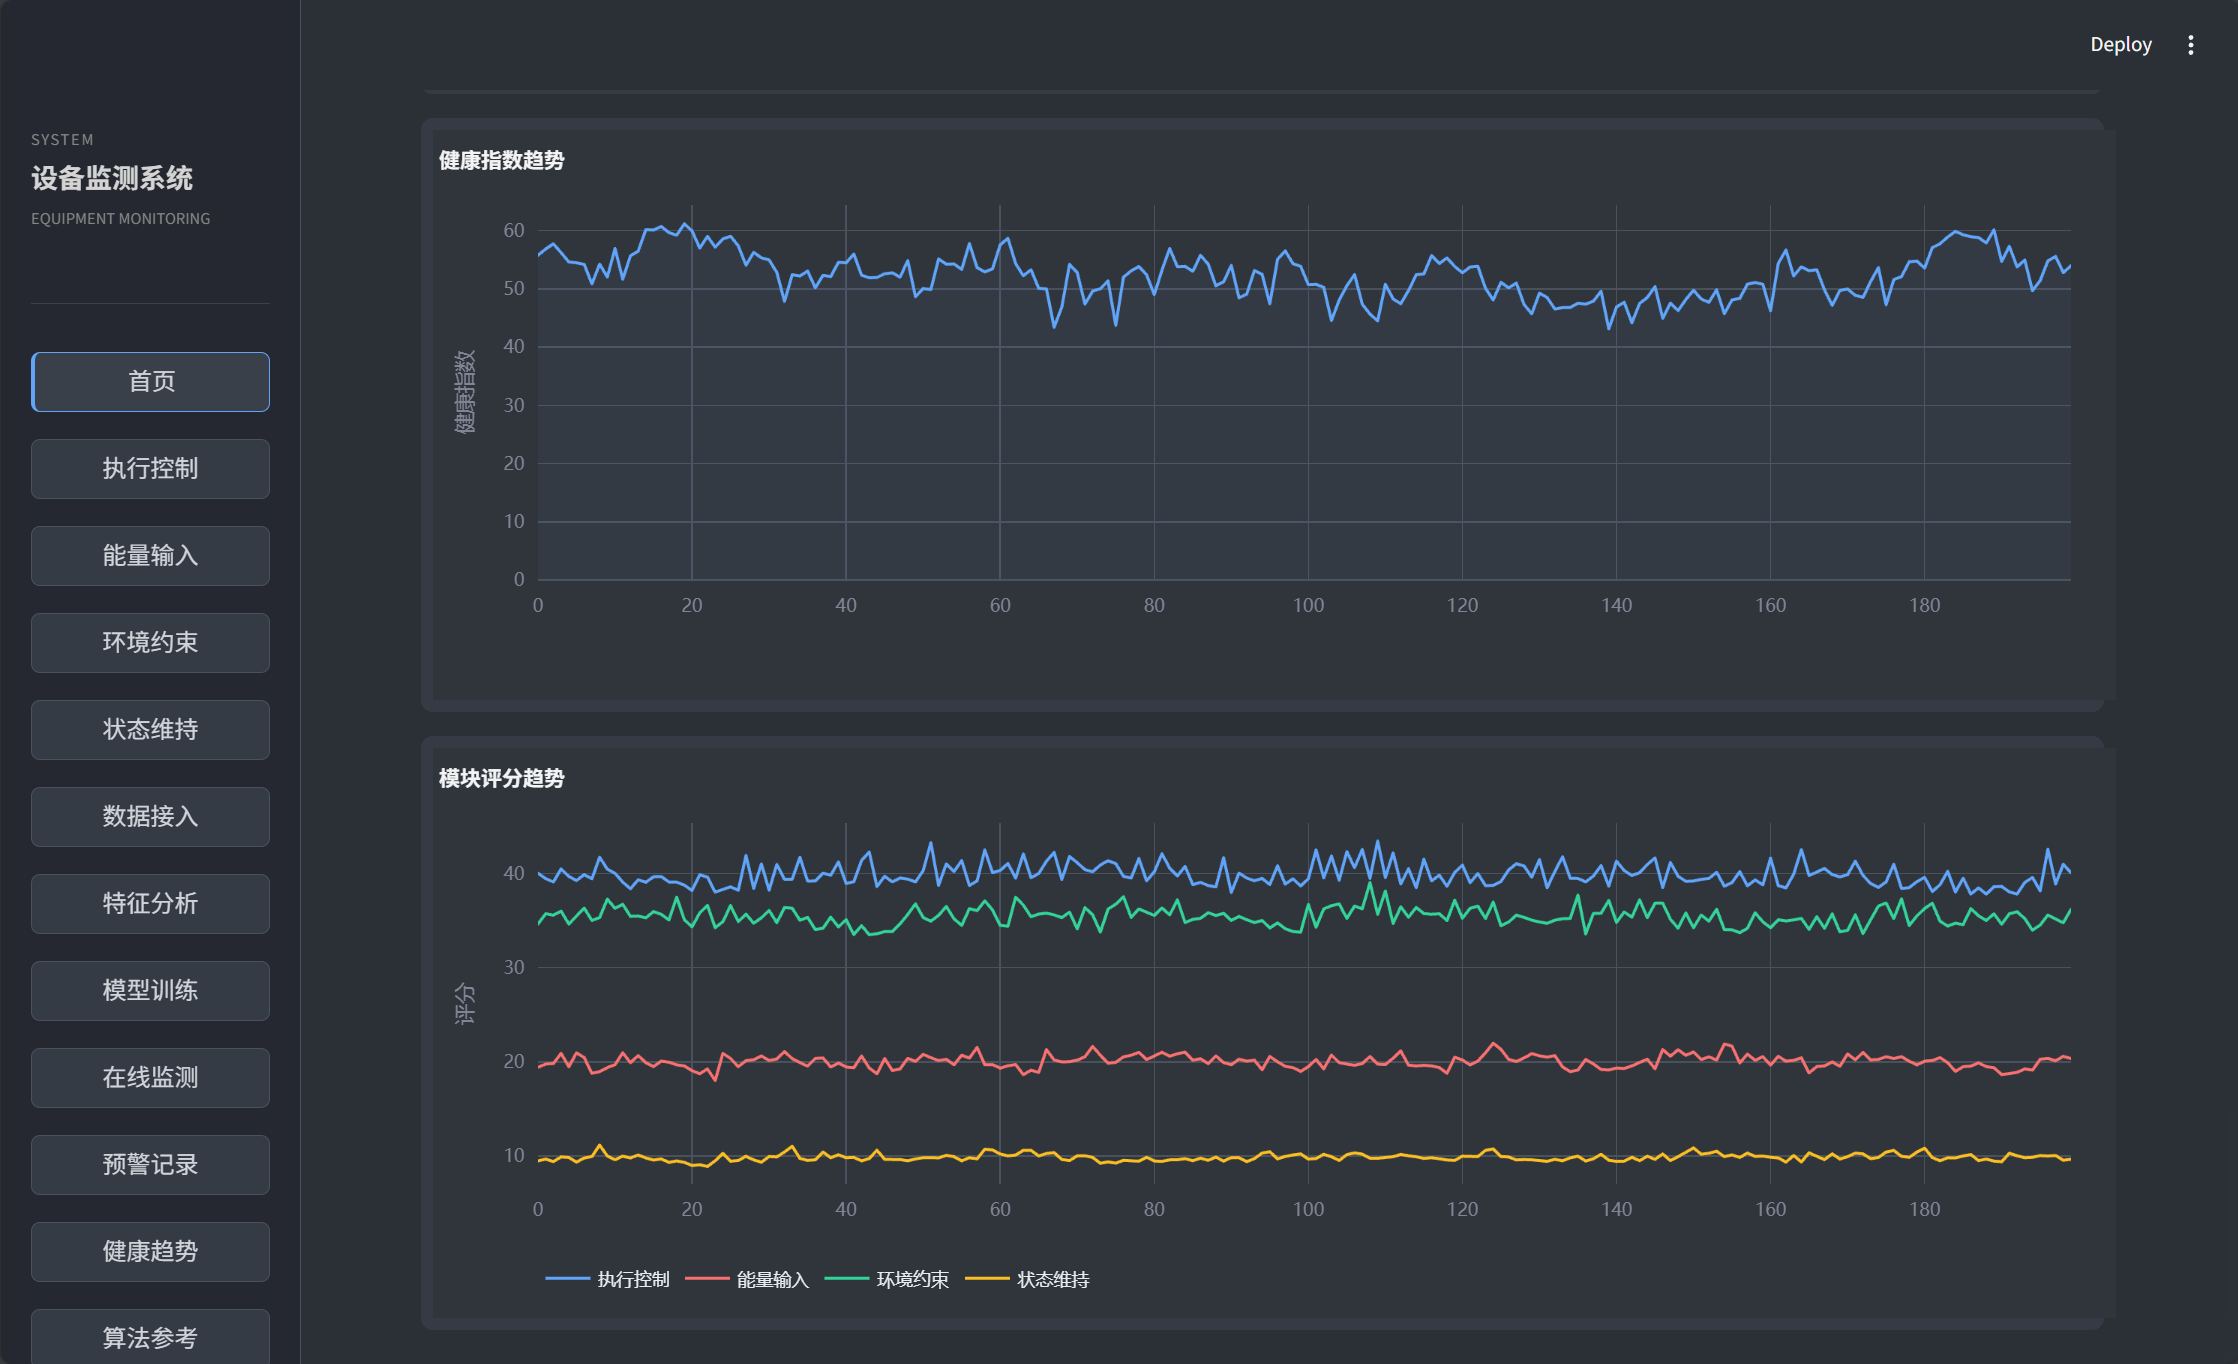 Deploy
SYSTEM
设备监测系统
EQUIPMENT MONITORING
首页
执行控制
能量输入
环境约束
状态维持
数据接入
特征分析
模型训练
在线监测
预警记录
健康趋势
算法参考
健康指数趋势
健康指数
60
50
40
30
20
10
0
0 20 40 60 80 100 120 140 160 180
模块评分趋势
评分
40
30
20
10
0 20 40 60 80 100 120 140 160 180
执行控制 能量输入 环境约束 状态维持